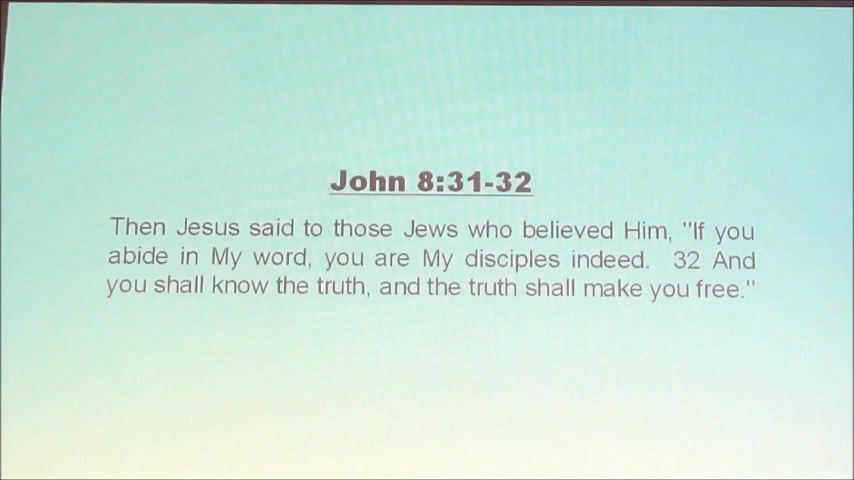 John 8:31-32
Then Jesus said to those Jews who believed Him, "If you
abide in My word, you are My disciples indeed. 32 And
you shall know the truth, and the truth shall make you free."